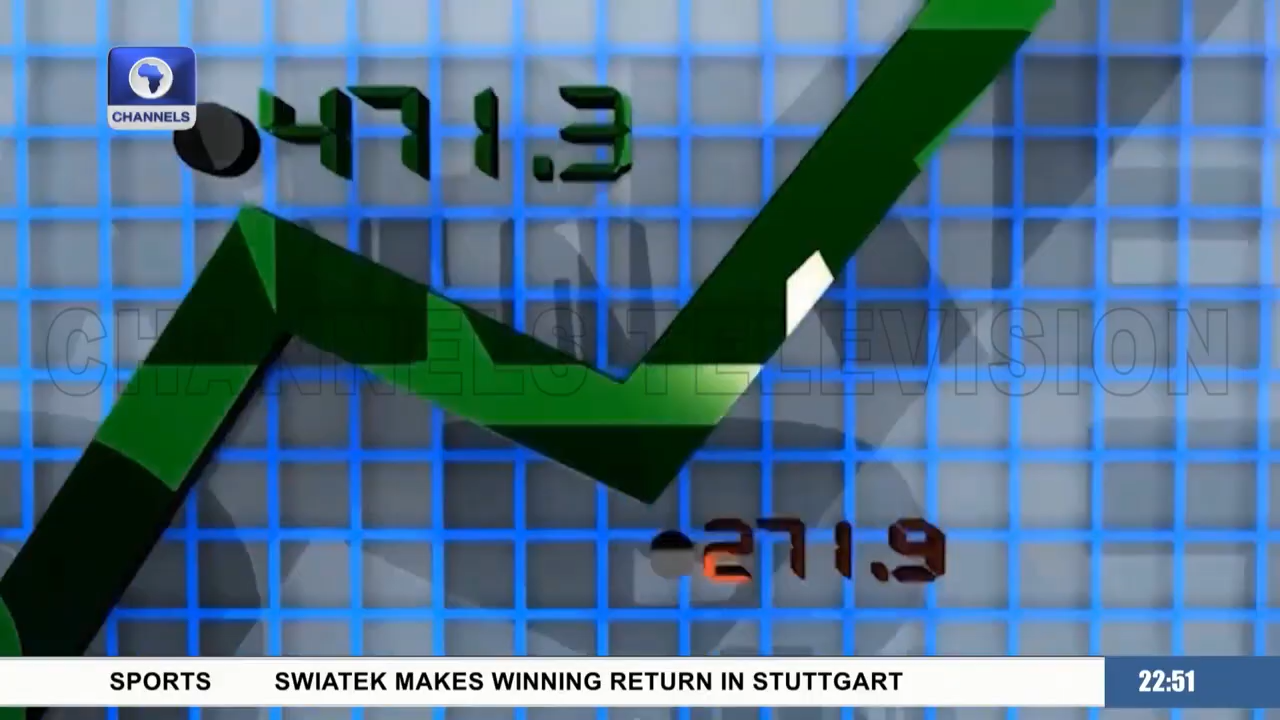 CHANNELS
471.3
CHANNELS TELEVISION
271.9
SPORTS SWIATEK MAKES WINNING RETURN IN STUTTGART
22:51